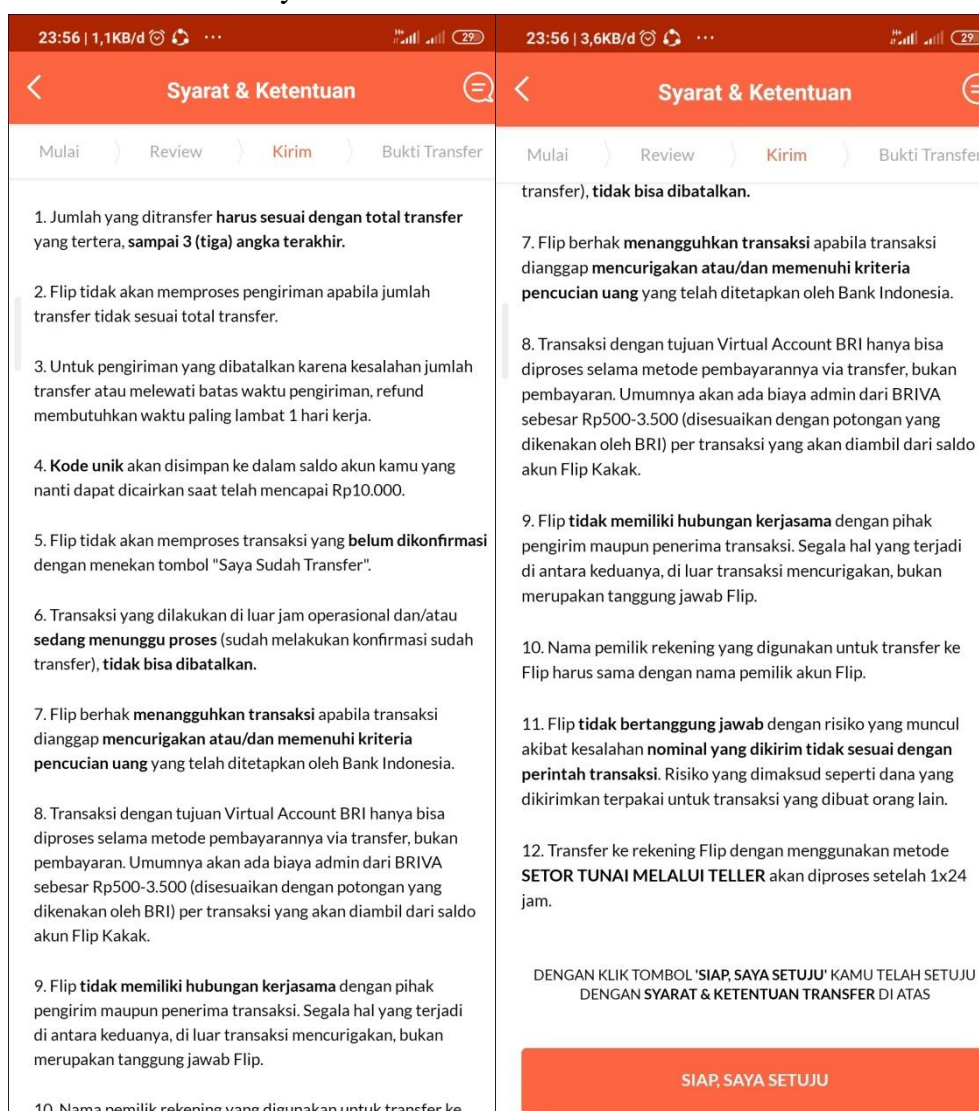 23:56 | 1,1KB/d
29
Syarat & Ketentuan
Mulai
Review
Kirim
Bukti Transfer
1. Jumlah yang ditransfer harus sesuai dengan total transfer
yang tertera, sampai 3 (tiga) angka terakhir.
2. Flip tidak akan memproses pengiriman apabila jumlah
transfer tidak sesuai total transfer.
3. Untuk pengiriman yang dibatalkan karena kesalahan jumlah
transfer atau melewati batas waktu pengiriman, refund
membutuhkan waktu paling lambat 1 hari kerja.
4. Kode unik akan disimpan ke dalam saldo akun kamu yang
nanti dapat dicairkan saat telah mencapai Rp10.000.
5. Flip tidak akan memproses transaksi yang belum dikonfirmasi
dengan menekan tombol "Saya Sudah Transfer".
6. Transaksi yang dilakukan di luar jam operasional dan/atau
sedang menunggu proses (sudah melakukan konfirmasi sudah
transfer), tidak bisa dibatalkan.
7. Flip berhak menangguhkan transaksi apabila transaksi
dianggap mencurigakan atau/dan memenuhi kriteria
pencucian uang yang telah ditetapkan oleh Bank Indonesia.
8. Transaksi dengan tujuan Virtual Account BRI hanya bisa
diproses selama metode pembayarannya via transfer, bukan
pembayaran. Umumnya akan ada biaya admin dari BRIVA
sebesar Rp500-3.500 (disesuaikan dengan potongan yang
dikenakan oleh BRI) per transaksi yang akan diambil dari saldo
akun Flip Kakak.
9. Flip tidak memiliki hubungan kerjasama dengan pihak
pengirim maupun penerima transaksi. Segala hal yang terjadi
di antara keduanya, di luar transaksi mencurigakan, bukan
merupakan tanggung jawab Flip.
10. Nama pemilik rekening yang digunakan untuk transfer ke
23:56 | 3,6KB/d
29
Syarat & Ketentuan
Mulai
Review
Kirim
Bukti Transfer
transfer), tidak bisa dibatalkan.
7. Flip berhak menangguhkan transaksi apabila transaksi
dianggap mencurigakan atau/dan memenuhi kriteria
pencucian uang yang telah ditetapkan oleh Bank Indonesia.
8. Transaksi dengan tujuan Virtual Account BRI hanya bisa
diproses selama metode pembayarannya via transfer, bukan
pembayaran. Umumnya akan ada biaya admin dari BRIVA
sebesar Rp500-3.500 (disesuaikan dengan potongan yang
dikenakan oleh BRI) per transaksi yang akan diambil dari saldo
akun Flip Kakak.
9. Flip tidak memiliki hubungan kerjasama dengan pihak
pengirim maupun penerima transaksi. Segala hal yang terjadi
di antara keduanya, di luar transaksi mencurigakan, bukan
merupakan tanggung jawab Flip.
10. Nama pemilik rekening yang digunakan untuk transfer ke
Flip harus sama dengan nama pemilik akun Flip.
11. Flip tidak bertanggung jawab dengan risiko yang muncul
akibat kesalahan nominal yang dikirim tidak sesuai dengan
perintah transaksi. Risiko yang dimaksud seperti dana yang
dikirimkan terpakai untuk transaksi yang dibuat orang lain.
12. Transfer ke rekening Flip dengan menggunakan metode
SETOR TUNAI MELALUI TELLER akan diproses setelah 1x24
jam.
DENGAN KLIK TOMBOL 'SIAP, SAYA SETUJU' KAMU TELAH SETUJU
DENGAN SYARAT & KETENTUAN TRANSFER DI ATAS
SIAP, SAYA SETUJU